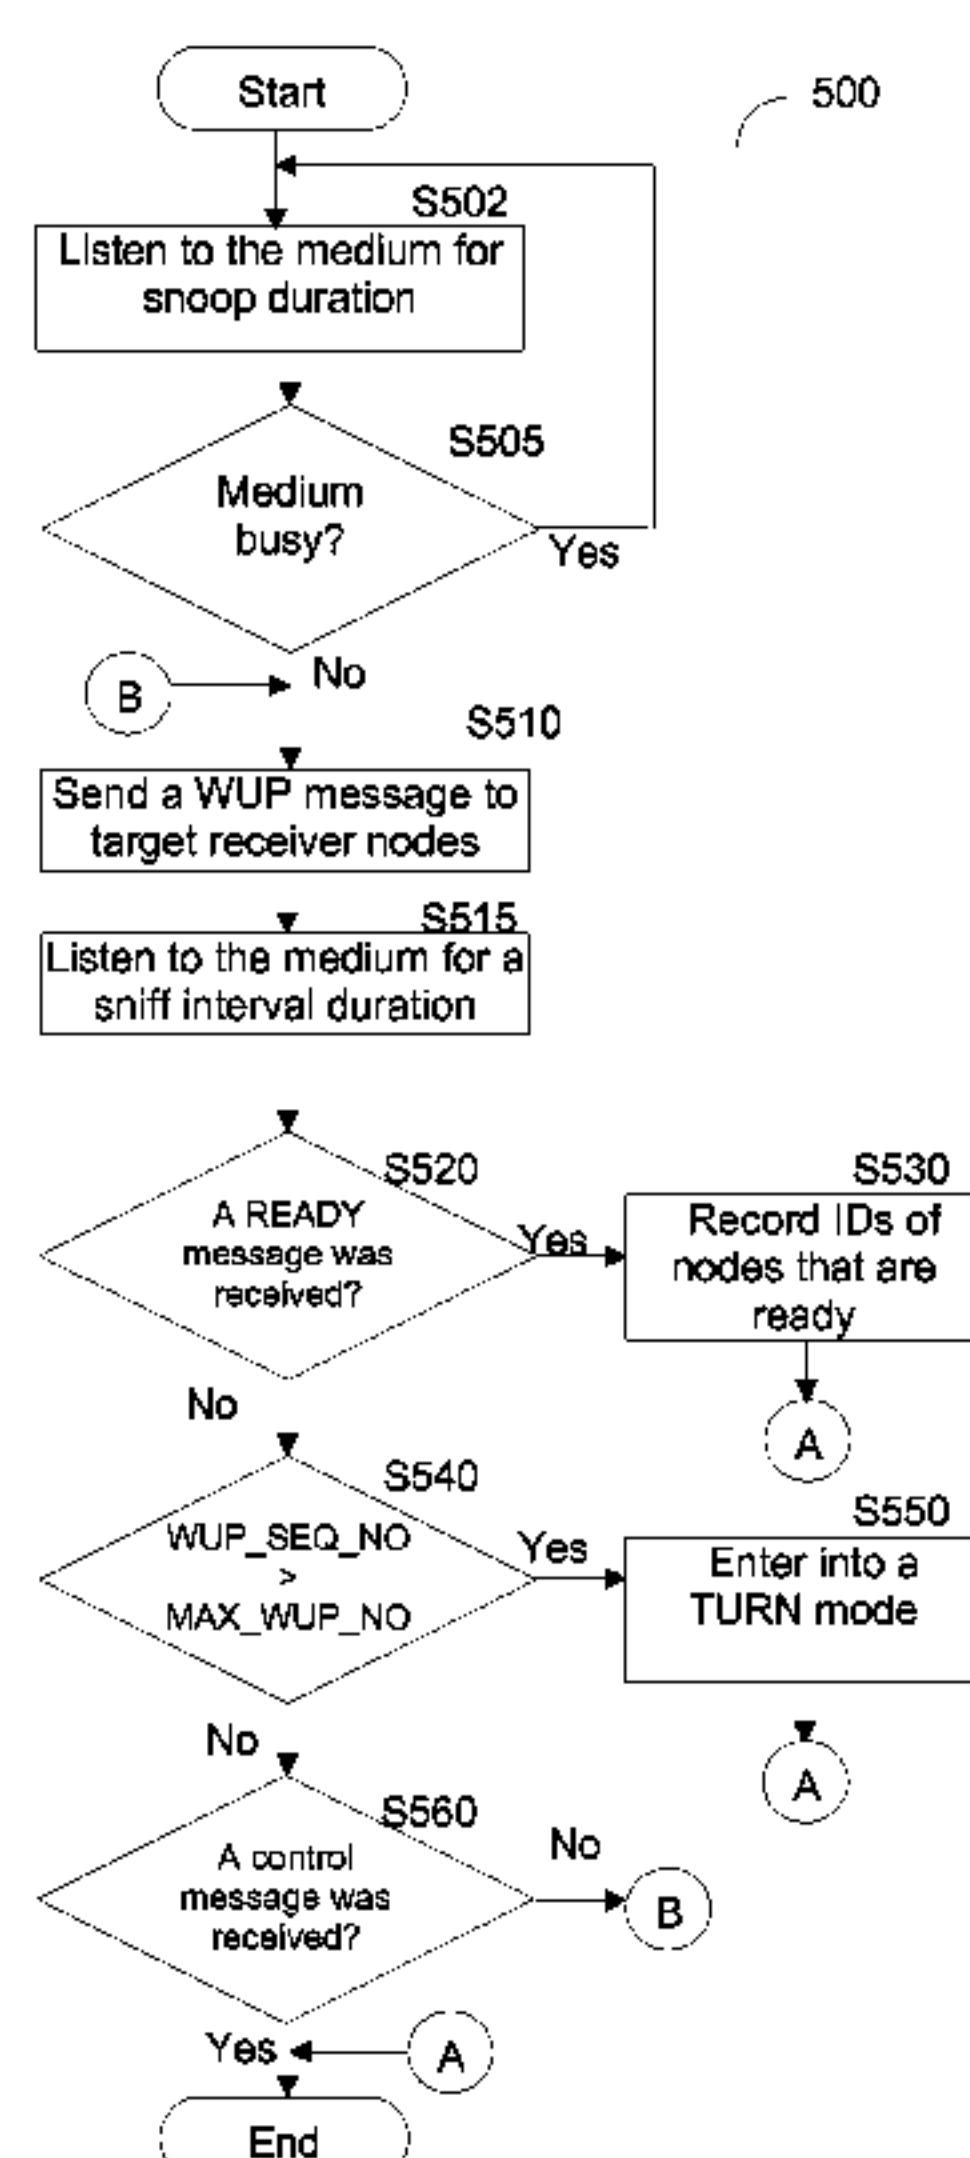 Start
500
S502
Listen to the medium for
snoop duration
S505
Medium
busy?
Yes
No
B
S510
Send a WUP message to
target receiver nodes
S515
Listen to the medium for a
sniff interval duration
S520
A READY
message was
received?
Yes
S530
Record IDs of
nodes that are
ready
No
A
S540
WUP_SEQ_NO
>
MAX_WUP_NO
Yes
S550
Enter into a
TURN mode
No
A
S560
A control
message was
received?
No
B
Yes
A
End